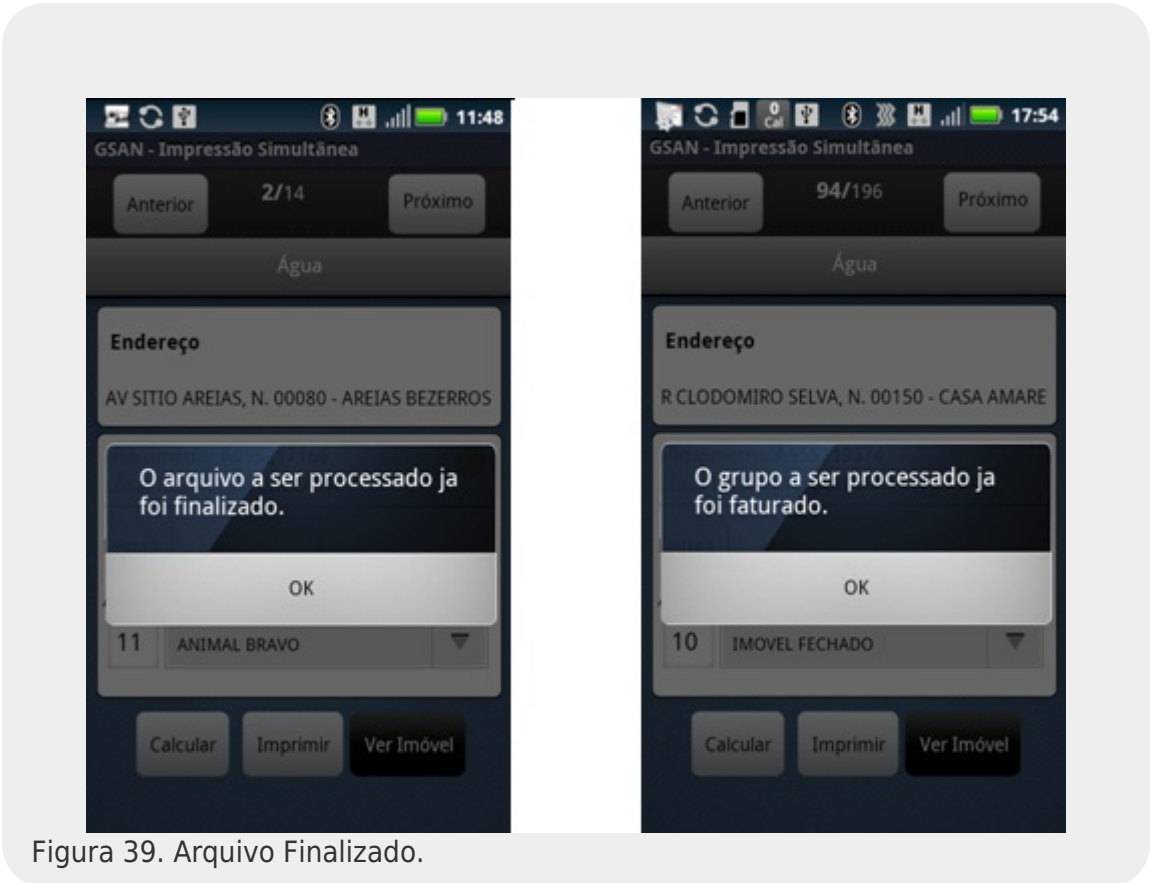 11:48
GSAN - Impressão Simultânea
Anterior
2/14
Próximo
Água
Endereço
AV SITIO AREIAS, N. 00080 - AREIAS BEZERROS
O arquivo a ser processado ja
foi finalizado.
OK
11
ANIMAL BRAVO
Calcular
Imprimir
Ver Imóvel
0
Cal
H
17:54
GSAN - Impressão Simultânea
Anterior
94/196
Próximo
Água
Endereço
R CLODOMIRO SELVA, N. 00150 - CASA AMARE
O grupo a ser processado ja
foi faturado.
OK
10
IMOVEL FECHADO
Calcular
Imprimir
Ver Imóvel
Figura 39. Arquivo Finalizado.